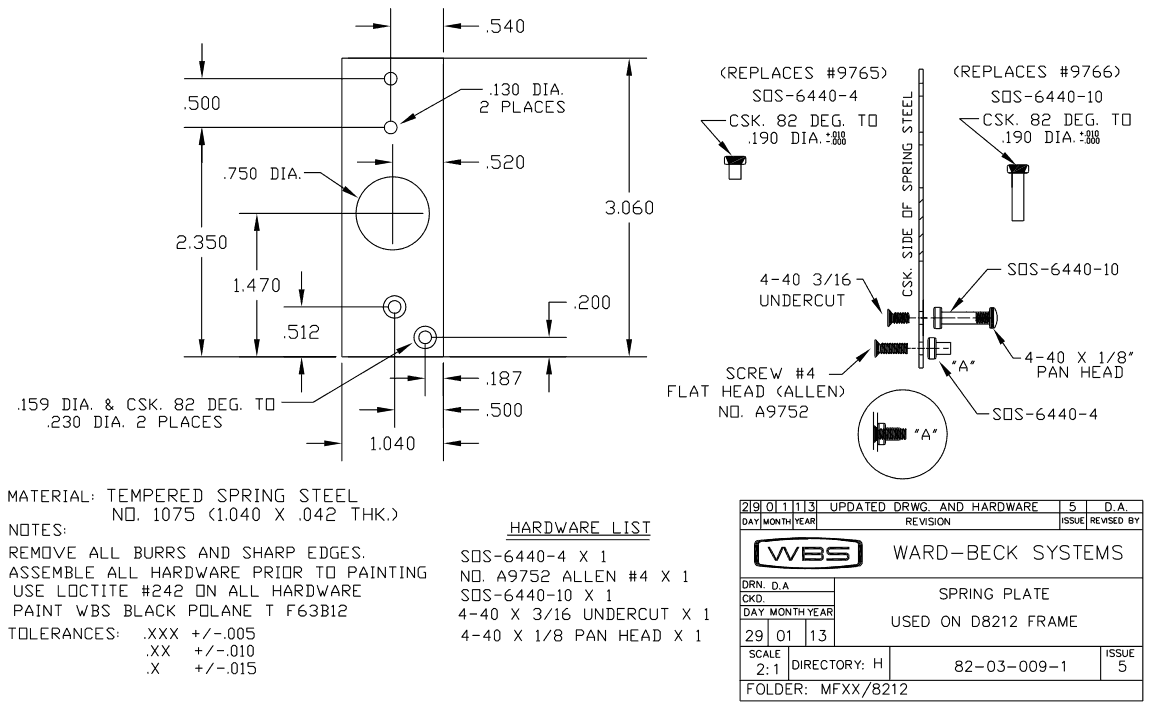 .540
.500
.130 DIA.
2 PLACES
.520
.750 DIA.
3.060
2.350
1.470
.512
.200
.187
.500
1.040
.159 DIA. & CSK. 82 DEG. TO
.230 DIA. 2 PLACES
(REPLACES #9765)
SOS-6440-4
CSK. 82 DEG. TO
.190 DIA.+.010
-.000
CSK. SIDE OF SPRING STEEL
(REPLACES #9766)
SOS-6440-10
CSK. 82 DEG. TO
.190 DIA.+.010
-.000
4-40 3/16
UNDERCUT
SOS-6440-10
4-40 X 1/8"
PAN HEAD
"A"
SCREW #4
FLAT HEAD (ALLEN)
NO. A9752
SOS-6440-4
"A"
MATERIAL: TEMPERED SPRING STEEL
NO. 1075 (1.040 X .042 THK.)
NOTES:
REMOVE ALL BURRS AND SHARP EDGES.
ASSEMBLE ALL HARDWARE PRIOR TO PAINTING
USE LOCTITE #242 ON ALL HARDWARE
PAINT WBS BLACK POLANE T F63B12
TOLERANCES: .XXX +/-.005
.XX +/-.010
.X +/-.015
HARDWARE LIST
SOS-6440-4 X 1
NO. A9752 ALLEN #4 X 1
SOS-6440-10 X 1
4-40 X 3/16 UNDERCUT X 1
4-40 X 1/8 PAN HEAD X 1
29 01 13 UPDATED DRWG. AND HARDWARE 5 D.A.
DAY MONTH YEAR REVISION ISSUE REVISED BY
WBS WARD-BECK SYSTEMS
DRN. D.A
CKD.
DAY MONTH YEAR
29 01 13
SPRING PLATE
USED ON D8212 FRAME
SCALE
2:1
DIRECTORY: H
82-03-009-1
ISSUE
5
FOLDER: MFXX/8212